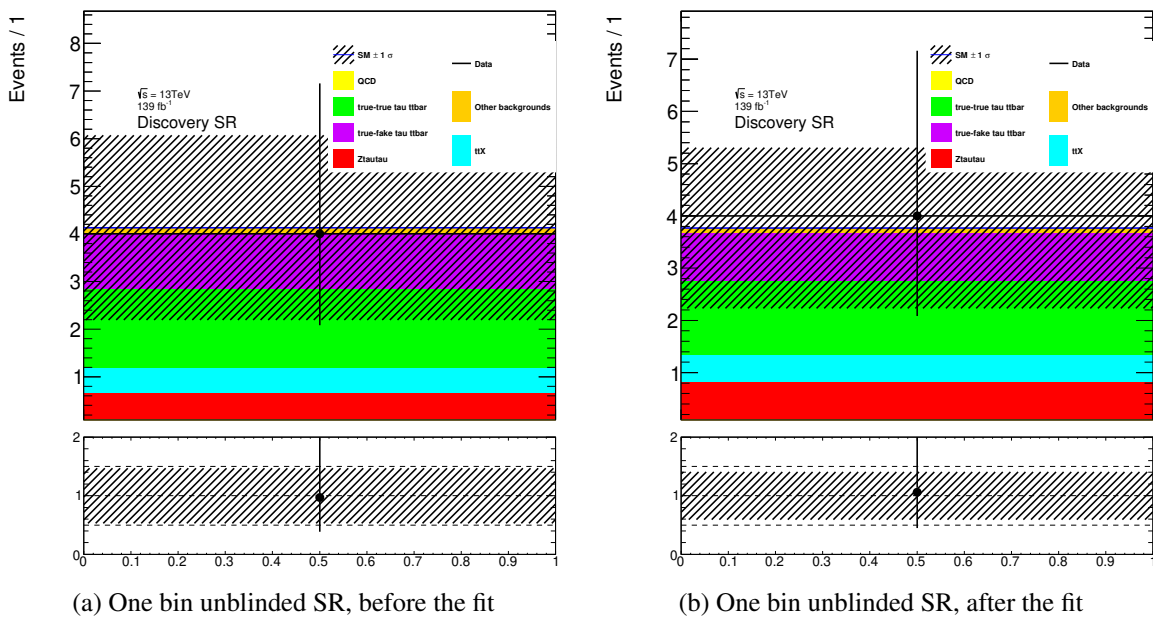 Events / 1
8
7
6
5
4
3
2
1
√s = 13TeV
139 fb⁻¹
Discovery SR
SM ± 1 σ
Data
QCD
true-true tau ttbar
Other backgrounds
true-fake tau ttbar
ttX
Ztautau
2
1
0
0 0.1 0.2 0.3 0.4 0.5 0.6 0.7 0.8 0.9 1
(a) One bin unblinded SR, before the fit
Events / 1
7
6
5
4
3
2
1
√s = 13TeV
139 fb⁻¹
Discovery SR
SM ± 1 σ
Data
QCD
true-true tau ttbar
Other backgrounds
true-fake tau ttbar
ttX
Ztautau
2
1
0
0 0.1 0.2 0.3 0.4 0.5 0.6 0.7 0.8 0.9 1
(b) One bin unblinded SR, after the fit